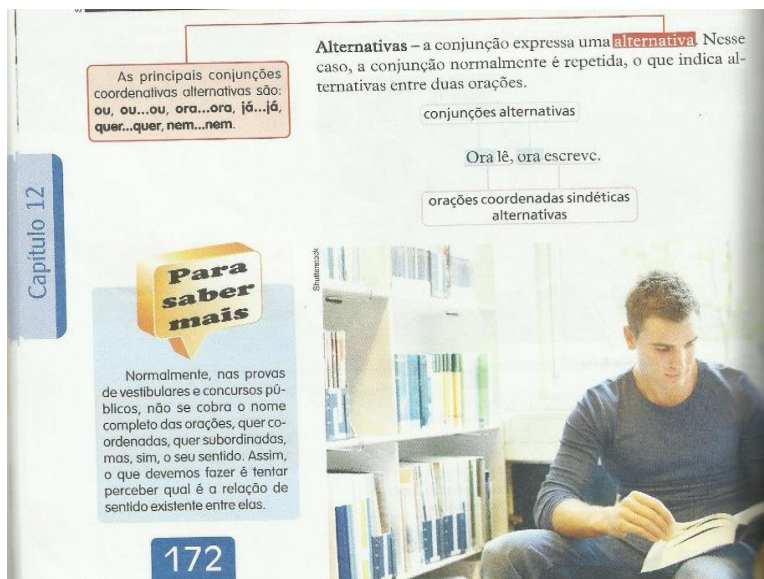 Alternativas – a conjunção expressa uma alternativa. Nesse
caso, a conjunção normalmente é repetida, o que indica al-
ternativas entre duas orações.
As principais conjunções
coordenativas alternativas são:
ou, ou...ou, ora...ora, já...já,
quer...quer, nem...nem.
conjunções alternativas
Ora lê, ora escreve.
orações coordenadas sindéticas
alternativas
Capítulo 12
Para
saber
mais
Normalmente, nas provas
de vestibulares e concursos pú-
blicos, não se cobra o nome
completo das orações, quer co-
ordenadas, quer subordinadas,
mas, sim, o seu sentido. Assim,
o que devemos fazer é tentar
perceber qual é a relação de
sentido existente entre elas.
Shutterstock
172